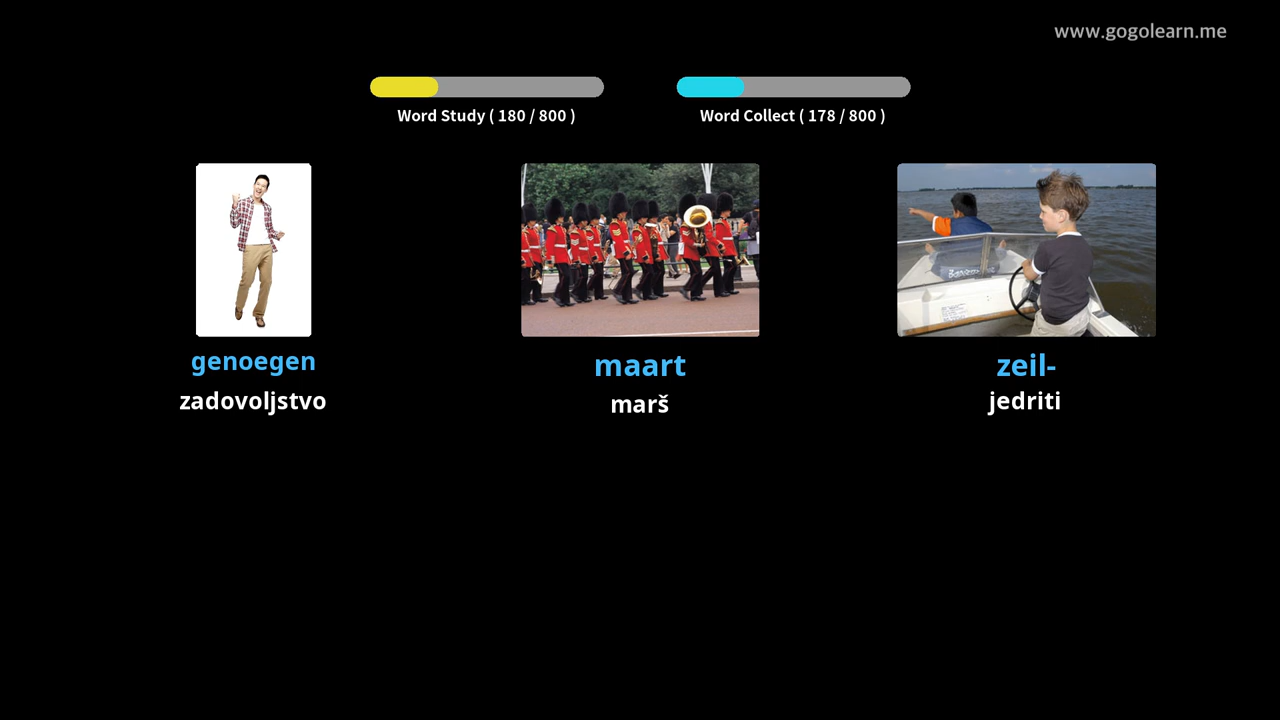 www.gogolearn.me
Word Study ( 180 / 800 )
Word Collect ( 178 / 800 )
genoegen
maart
zeil-
zadovoljstvo
marš
jedriti